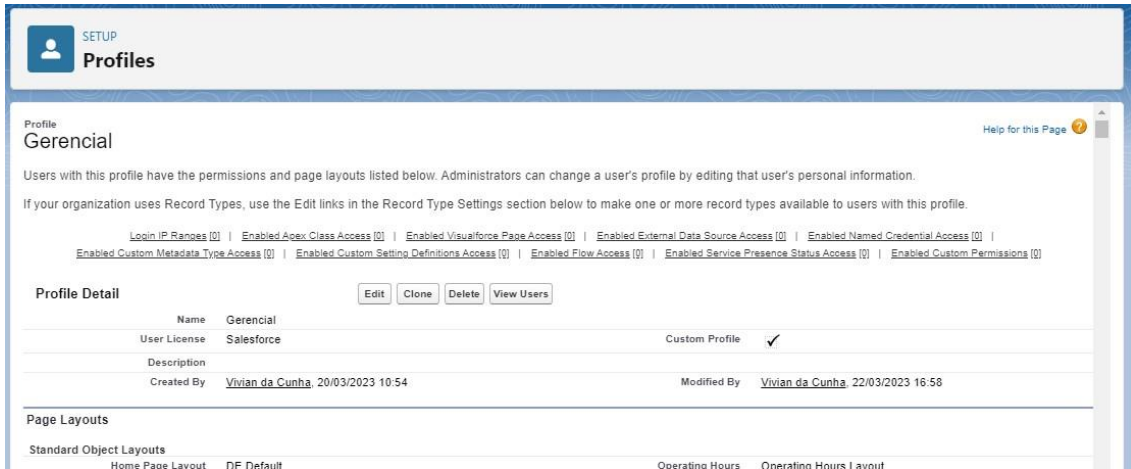 SETUP
Profiles
Profile
Gerencial
Help for this Page ?
Users with this profile have the permissions and page layouts listed below. Administrators can change a user's profile by editing that user's personal information.
If your organization uses Record Types, use the Edit links in the Record Type Settings section below to make one or more record types available to users with this profile.
Login IP Ranges [0] | Enabled Apex Class Access [0] | Enabled Visualforce Page Access [0] | Enabled External Data Source Access [0] | Enabled Named Credential Access [0] |
Enabled Custom Metadata Type Access [0] | Enabled Custom Setting Definitions Access [0] | Enabled Flow Access [0] | Enabled Service Presence Status Access [0] | Enabled Custom Permissions [0]
Profile Detail Edit Clone Delete View Users
Name Gerencial
User License Salesforce Custom Profile ✓
Description
Created By Vivian da Cunha, 20/03/2023 10:54 Modified By Vivian da Cunha, 22/03/2023 16:58
Page Layouts
Standard Object Layouts
Home Page Layout DE Default Operating Hours Operating Hours Layout